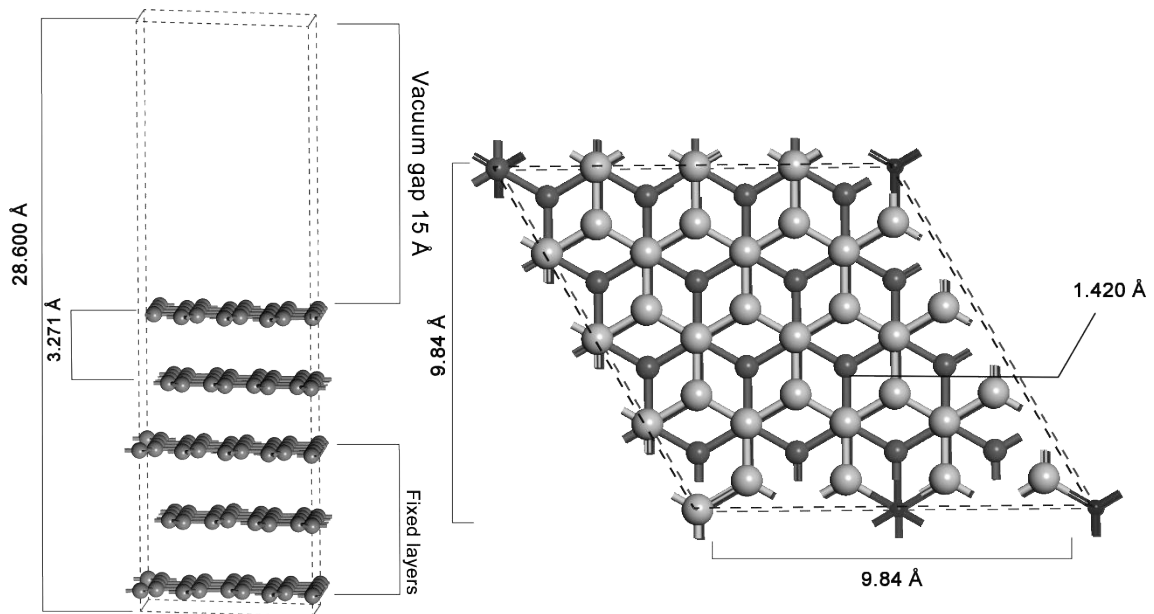 28.600 Å
3.271 Å
Vacuum gap 15 Å
Fixed layers
9.84 Å
1.420 Å
9.84 Å